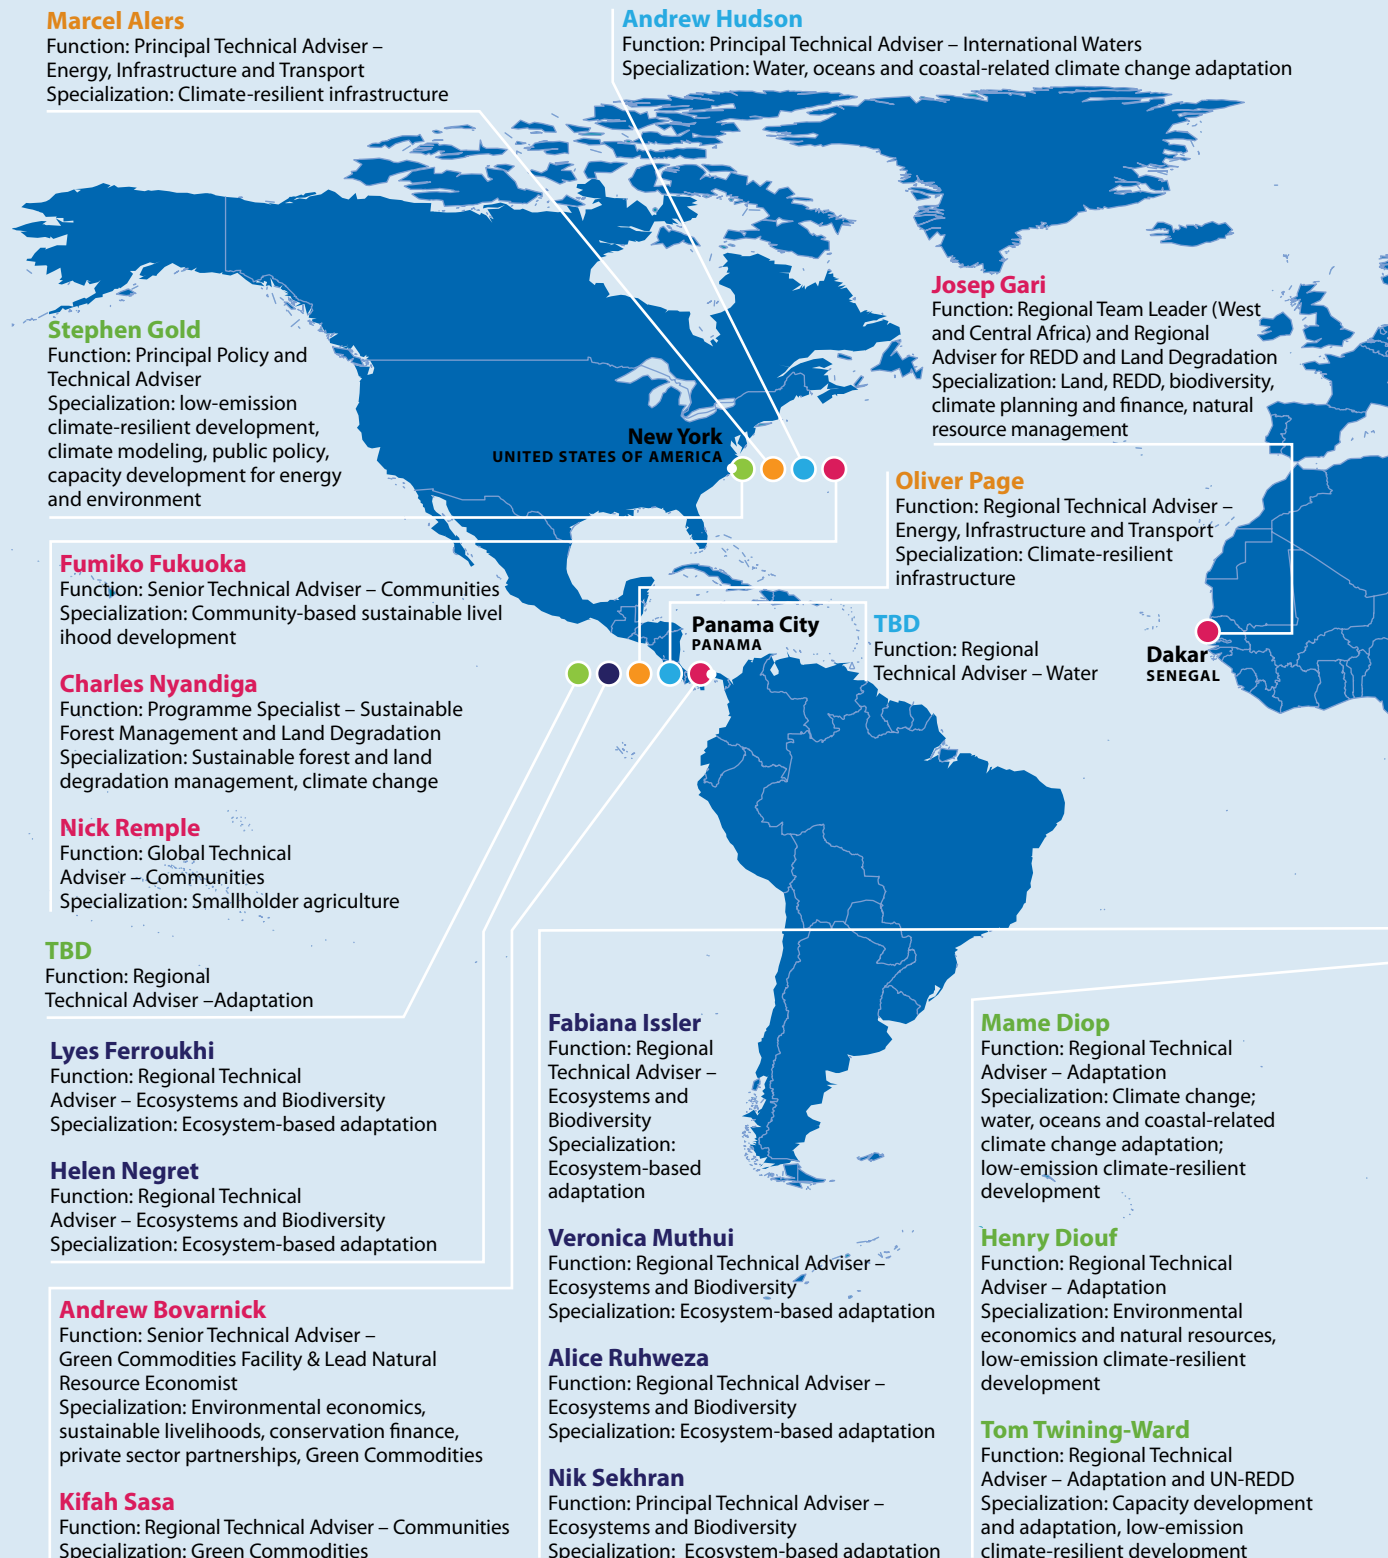 Marcel Alers
Function: Principal Technical Adviser –
Energy, Infrastructure and Transport
Specialization: Climate-resilient infrastructure
Andrew Hudson
Function: Principal Technical Adviser – International Waters
Specialization: Water, oceans and coastal-related climate change adaptation
Josep Gari
Function: Regional Team Leader (West
and Central Africa) and Regional
Adviser for REDD and Land Degradation
Specialization: Land, REDD, biodiversity,
climate planning and finance, natural
resource management
Stephen Gold
Function: Principal Policy and
Technical Adviser
Specialization: low-emission
climate-resilient development,
climate modeling, public policy,
capacity development for energy
and environment
New York
UNITED STATES OF AMERICA
Oliver Page
Function: Regional Technical Adviser –
Energy, Infrastructure and Transport
Specialization: Climate-resilient
infrastructure
Fumiko Fukuoka
Function: Senior Technical Adviser – Communities
Specialization: Community-based sustainable livel
ihood development
Panama City
PANAMA
TBD
Function: Regional
Technical Adviser – Water
Dakar
SENEGAL
Charles Nyandiga
Function: Programme Specialist – Sustainable
Forest Management and Land Degradation
Specialization: Sustainable forest and land
degradation management, climate change
Nick Remple
Function: Global Technical
Adviser – Communities
Specialization: Smallholder agriculture
TBD
Function: Regional
Technical Adviser –Adaptation
Lyes Ferroukhi
Function: Regional Technical
Adviser – Ecosystems and Biodiversity
Specialization: Ecosystem-based adaptation
Helen Negret
Function: Regional Technical
Adviser – Ecosystems and Biodiversity
Specialization: Ecosystem-based adaptation
Andrew Bovarnick
Function: Senior Technical Adviser –
Green Commodities Facility & Lead Natural
Resource Economist
Specialization: Environmental economics,
sustainable livelihoods, conservation finance,
private sector partnerships, Green Commodities
Kifah Sasa
Function: Regional Technical Adviser – Communities
Specialization: Green Commodities
Fabiana Issler
Function: Regional
Technical Adviser –
Ecosystems and
Biodiversity
Specialization:
Ecosystem-based
adaptation
Veronica Muthui
Function: Regional Technical Adviser –
Ecosystems and Biodiversity
Specialization: Ecosystem-based adaptation
Alice Ruhweza
Function: Regional Technical Adviser –
Ecosystems and Biodiversity
Specialization: Ecosystem-based adaptation
Nik Sekhran
Function: Principal Technical Adviser –
Ecosystems and Biodiversity
Specialization: Ecosystem-based adaptation
Mame Diop
Function: Regional Technical
Adviser – Adaptation
Specialization: Climate change;
water, oceans and coastal-related
climate change adaptation;
low-emission climate-resilient
development
Henry Diouf
Function: Regional Technical
Adviser – Adaptation
Specialization: Environmental
economics and natural resources,
low-emission climate-resilient
development
Tom Twining-Ward
Function: Regional Technical
Adviser – Adaptation and UN-REDD
Specialization: Capacity development
and adaptation, low-emission
climate-resilient development